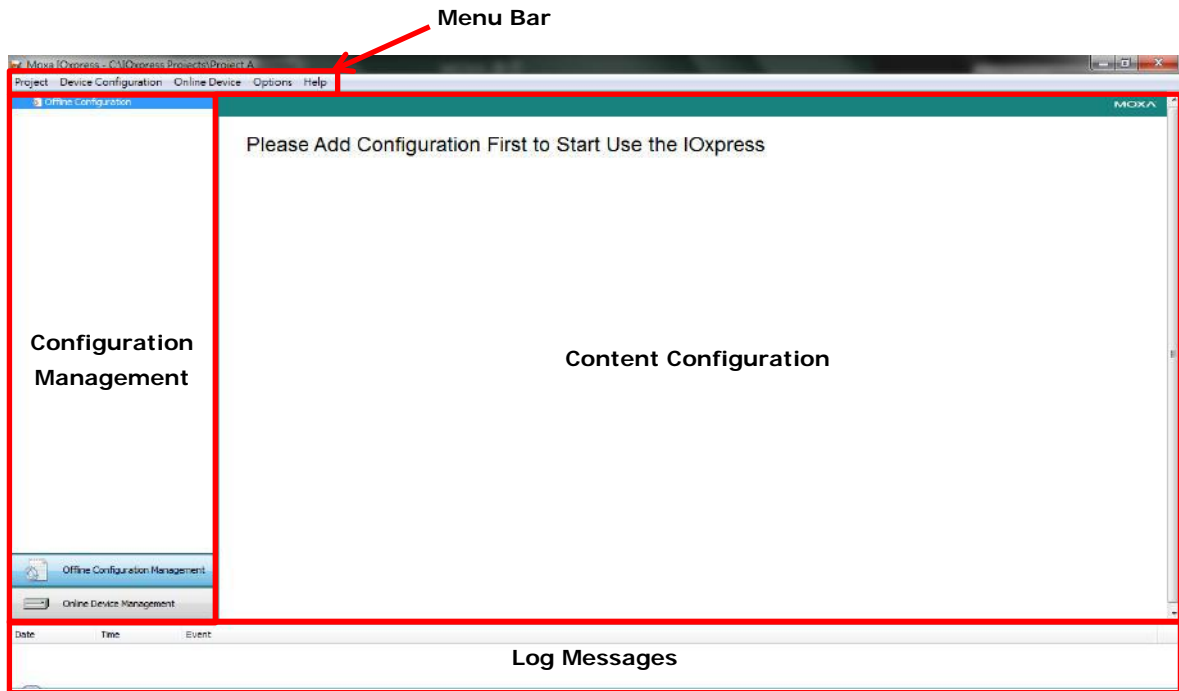 Menu Bar
Moxa IOxpress - C:\IOxpress Projects\Project A
Project Device Configuration Online Device Options Help
Offline Configuration
MOXA
Please Add Configuration First to Start Use the IOxpress
Configuration
Management
Content Configuration
Offline Configuration Management
Online Device Management
Date Time Event
Log Messages